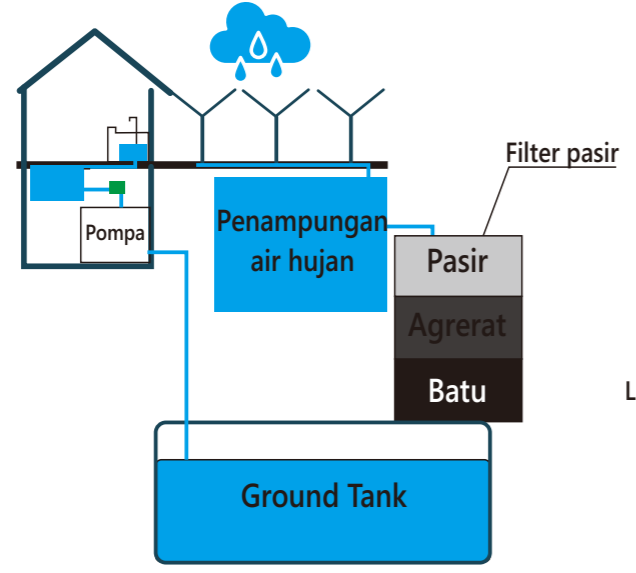 Filter pasir
Penampungan
air hujan
Pompa
Pasir
Agrerat
Batu
L
Ground Tank